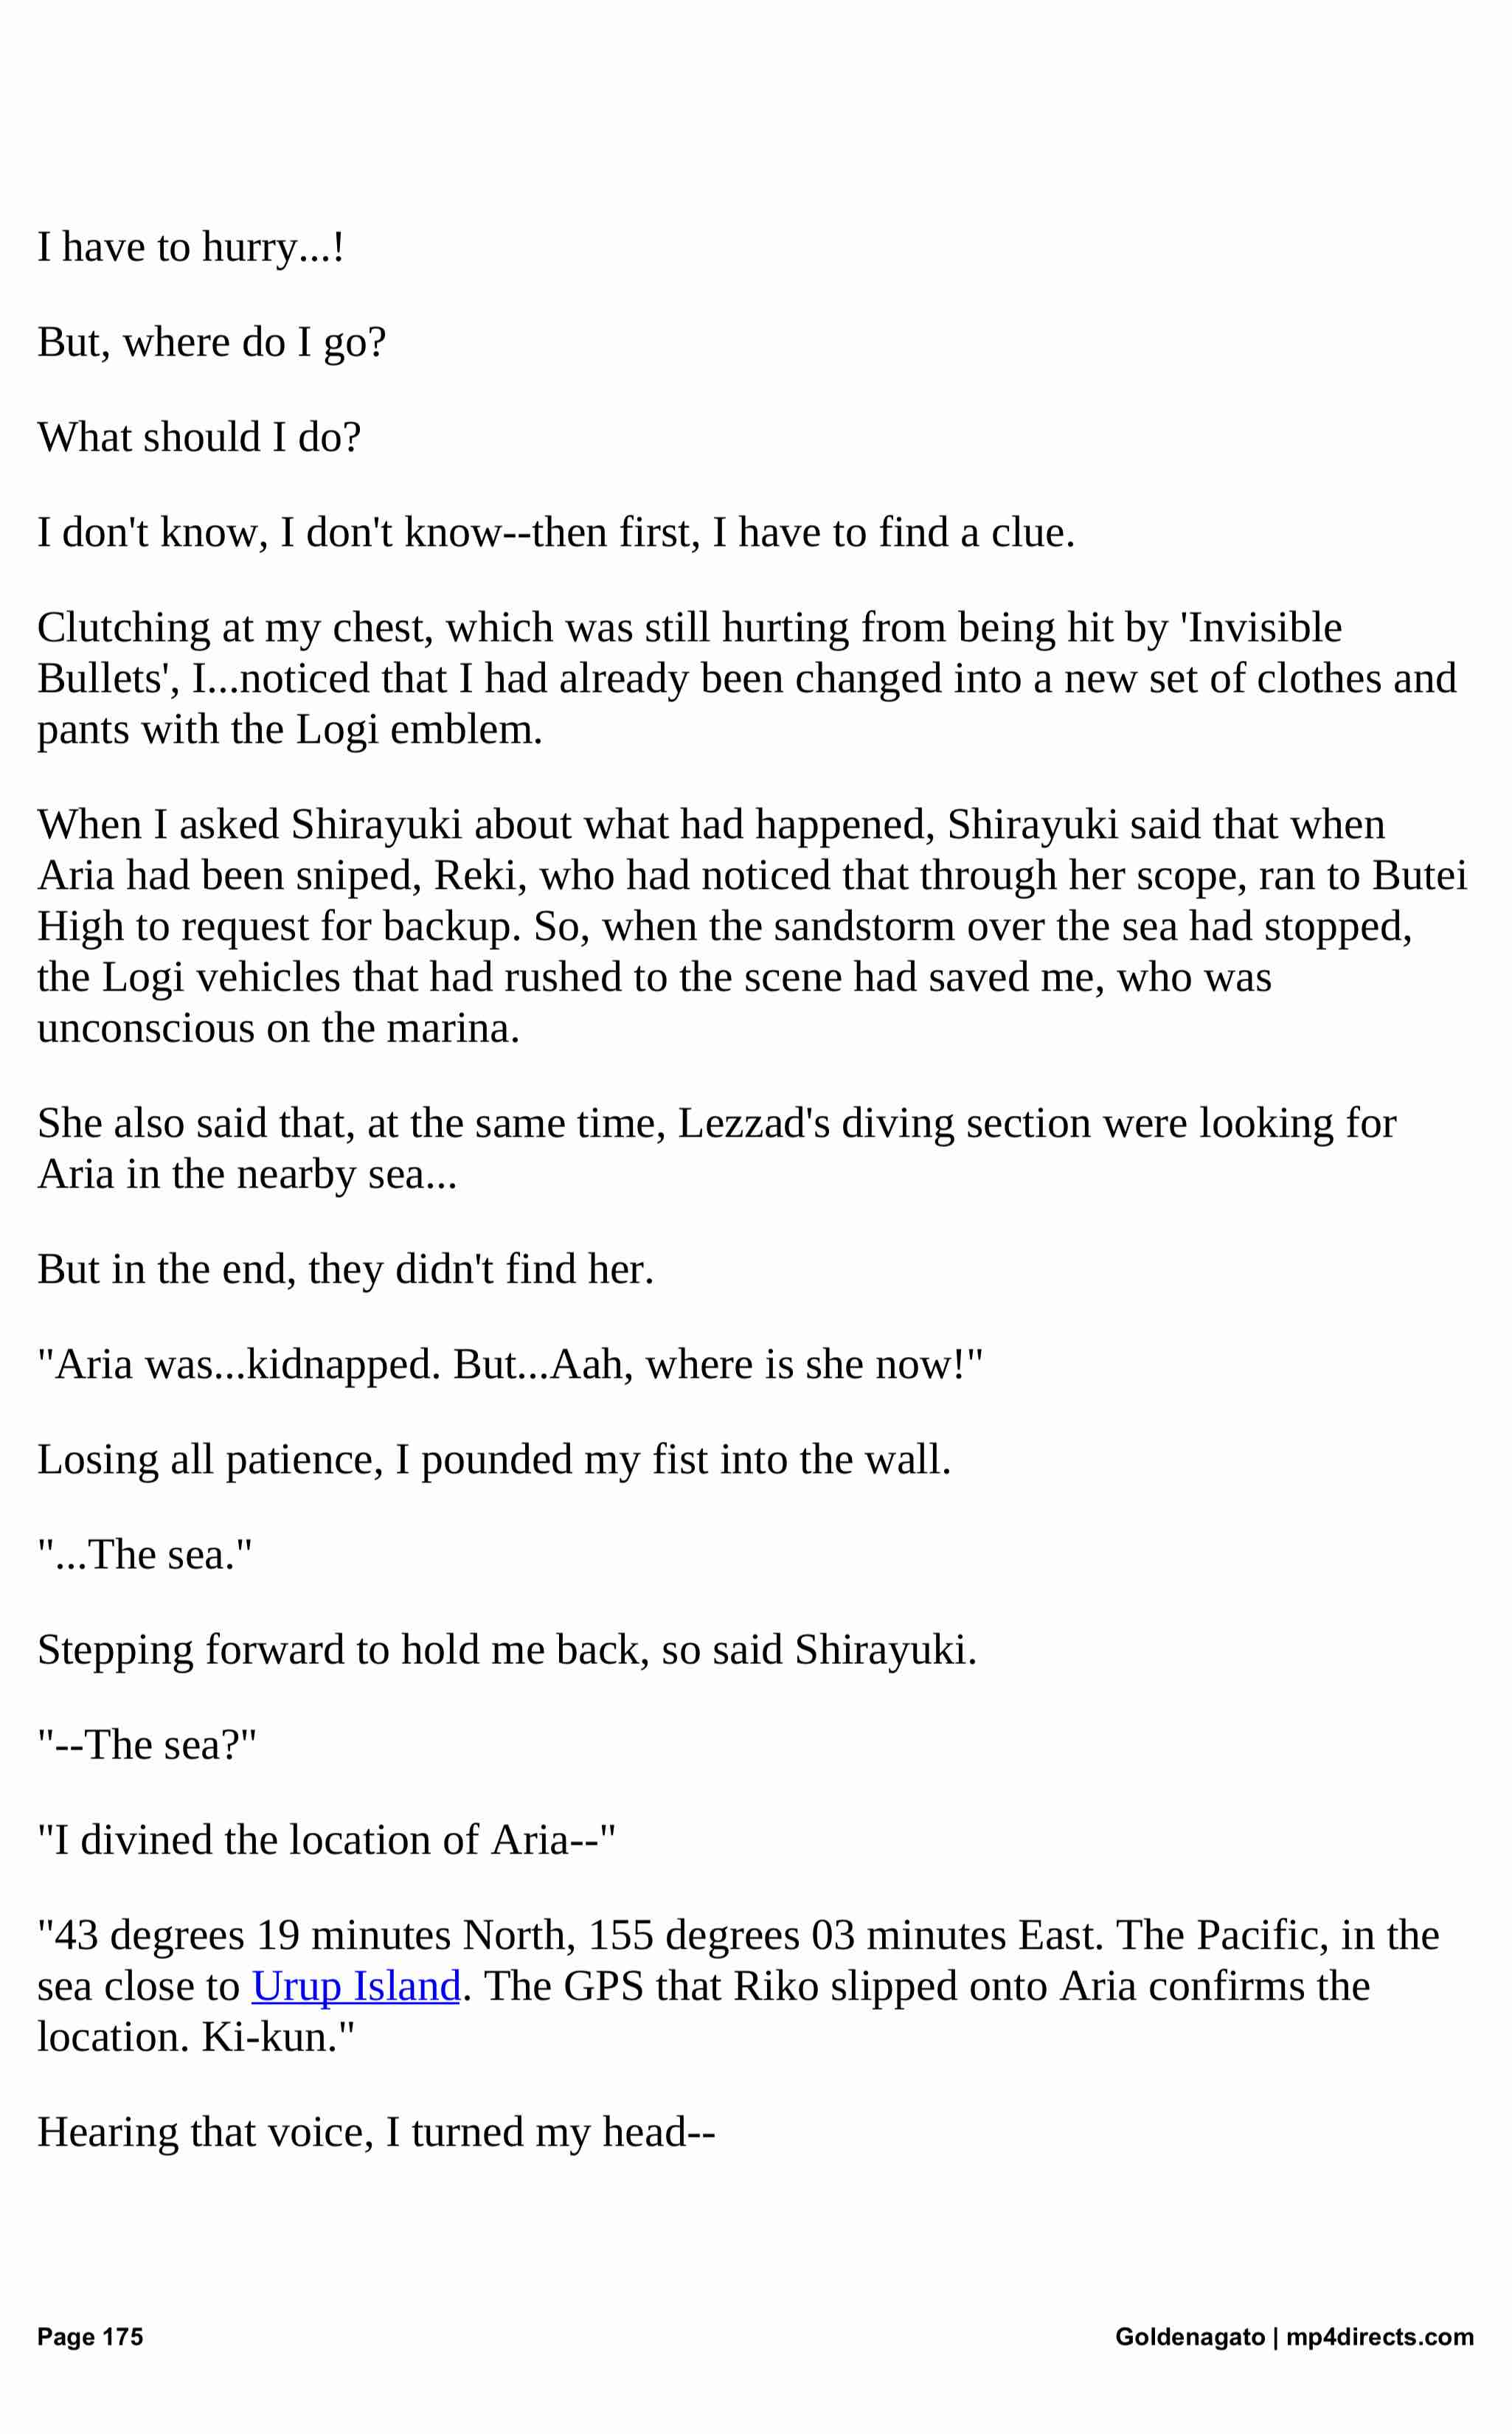 I have to hurry...!
But, where do I go?
What should I do?
I don't know, I don't know--then first, I have to find a clue.
Clutching at my chest, which was still hurting from being hit by 'Invisible
Bullets', I...noticed that I had already been changed into a new set of clothes and
pants with the Logi emblem.
When I asked Shirayuki about what had happened, Shirayuki said that when
Aria had been sniped, Reki, who had noticed that through her scope, ran to Butei
High to request for backup. So, when the sandstorm over the sea had stopped,
the Logi vehicles that had rushed to the scene had saved me, who was
unconscious on the marina.
She also said that, at the same time, Lezzad's diving section were looking for
Aria in the nearby sea...
But in the end, they didn't find her.
"Aria was...kidnapped. But...Aah, where is she now!"
Losing all patience, I pounded my fist into the wall.
"...The sea."
Stepping forward to hold me back, so said Shirayuki.
"--The sea?"
"I divined the location of Aria--"
"43 degrees 19 minutes North, 155 degrees 03 minutes East. The Pacific, in the
sea close to Urup Island. The GPS that Riko slipped onto Aria confirms the
location. Ki-kun."
Hearing that voice, I turned my head--
Page 175
Goldenagato | mp4directs.com